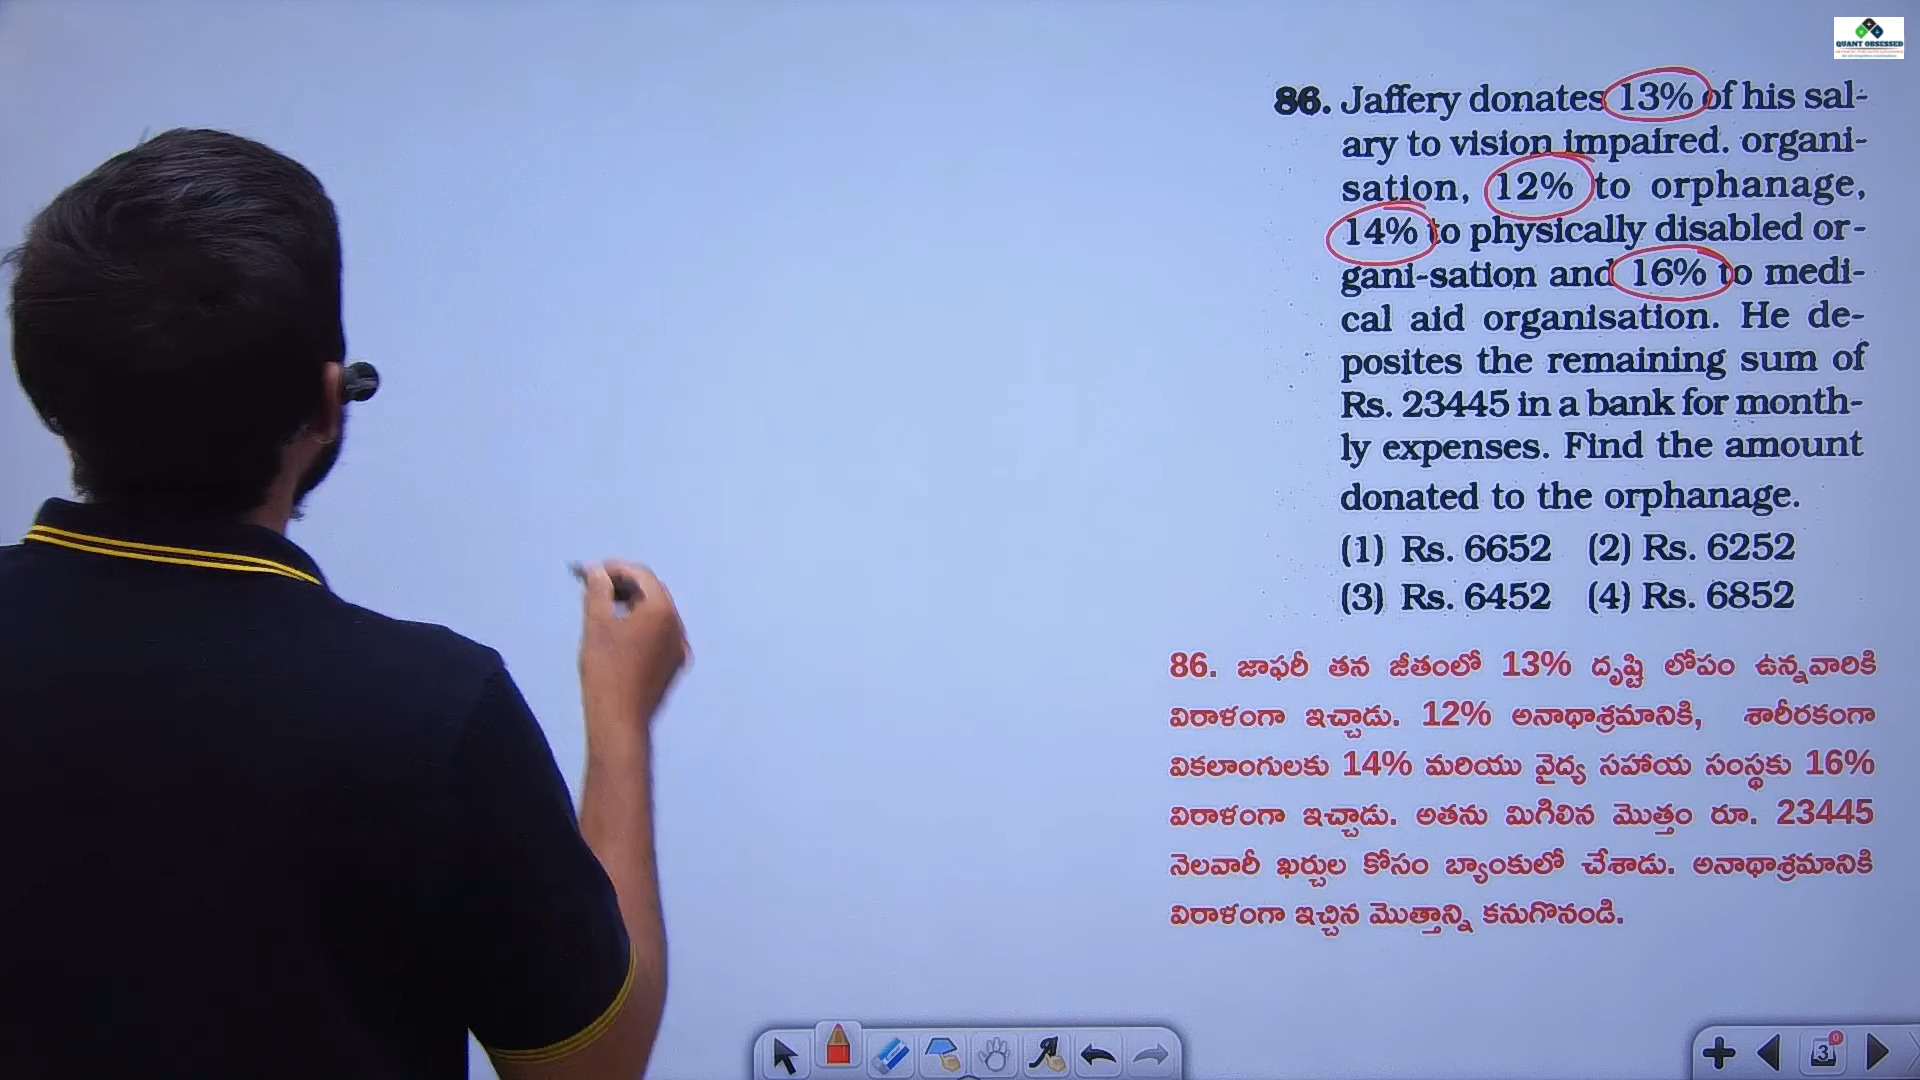 QUANT OBSESSED
86. Jaffery donates 13% of his sal-
ary to vision impaired. organi-
sation, 12% to orphanage,
14% to physically disabled or-
gani-sation and 16% to medi-
cal aid organisation. He de-
posites the remaining sum of
Rs. 23445 in a bank for month-
ly expenses. Find the amount
donated to the orphanage.
(1) Rs. 6652 (2) Rs. 6252
(3) Rs. 6452 (4) Rs. 6852
86. జాఫరీ తన జీతంలో 13% దృష్టి లోపం ఉన్నవారికి
విరాళంగా ఇచ్చాడు. 12% అనాథాశ్రమానికి, శారీరకంగా
వికలాంగులకు 14% మరియు వైద్య సహాయ సంస్థకు 16%
విరాళంగా ఇచ్చాడు. అతను మిగిలిన మొత్తం రూ. 23445
నెలవారీ ఖర్చుల కోసం బ్యాంకులో చేశాడు. అనాథాశ్రమానికి
విరాళంగా ఇచ్చిన మొత్తాన్ని కనుగొనండి.
3